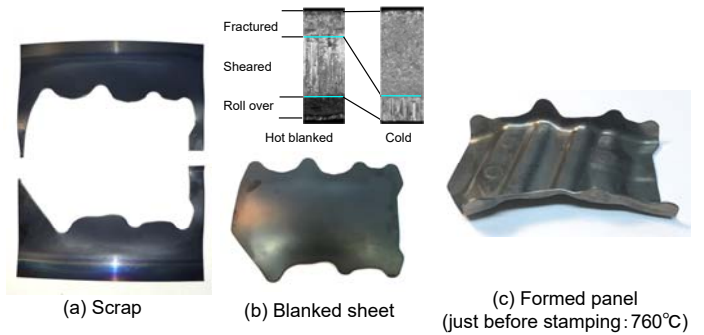 Fractured
Sheared
Roll over
Hot blanked
Cold
(a) Scrap
(b) Blanked sheet
(c) Formed panel
(just before stamping：760℃)